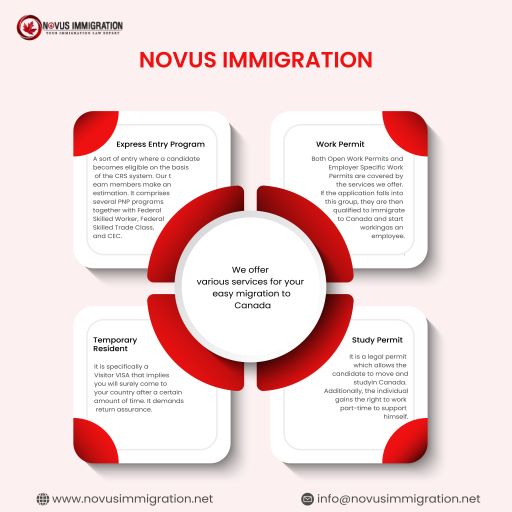 NOVUS IMMIGRATION
YOUR IMMIGRATION LAW EXPERT
NOVUS IMMIGRATION
Express Entry Program
A sort of entry where a candidate
becomes eligible on the basis
of the CRS system. Our t
eam members make an
estimation. It comprises
several PNP programs
together with Federal
Skilled Worker, Federal
Skilled Trade Class,
and CEC.
Work Permit
Both Open Work Permits and
Employer Specific Work
Permits are covered by
the services we offer.
If the application falls into
this group, they are then
qualified to immigrate
to Canada and start
workingas an
employee.
We offer
various services for your
easy migration to
Canada
Temporary
Resident
It is specifically a
Visitor VISA that implies
you will surely come to
your country after a certain
amount of time. It demands
return assurance.
Study Permit
It is a legal permit
which allows the
candidate to move and
studyin Canada.
Additionally, the individual
gains the right to work
part-time to support
himself.
www.novusimmigration.net
info@novusimmigration.net